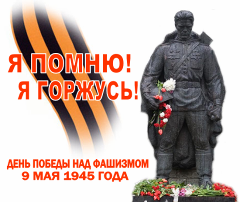 Я ПОМНЮ!
Я ГОРЖУСЬ!
ДЕНЬ ПОБЕДЫ НАД ФАШИЗМОМ
9 МАЯ 1945 ГОДА